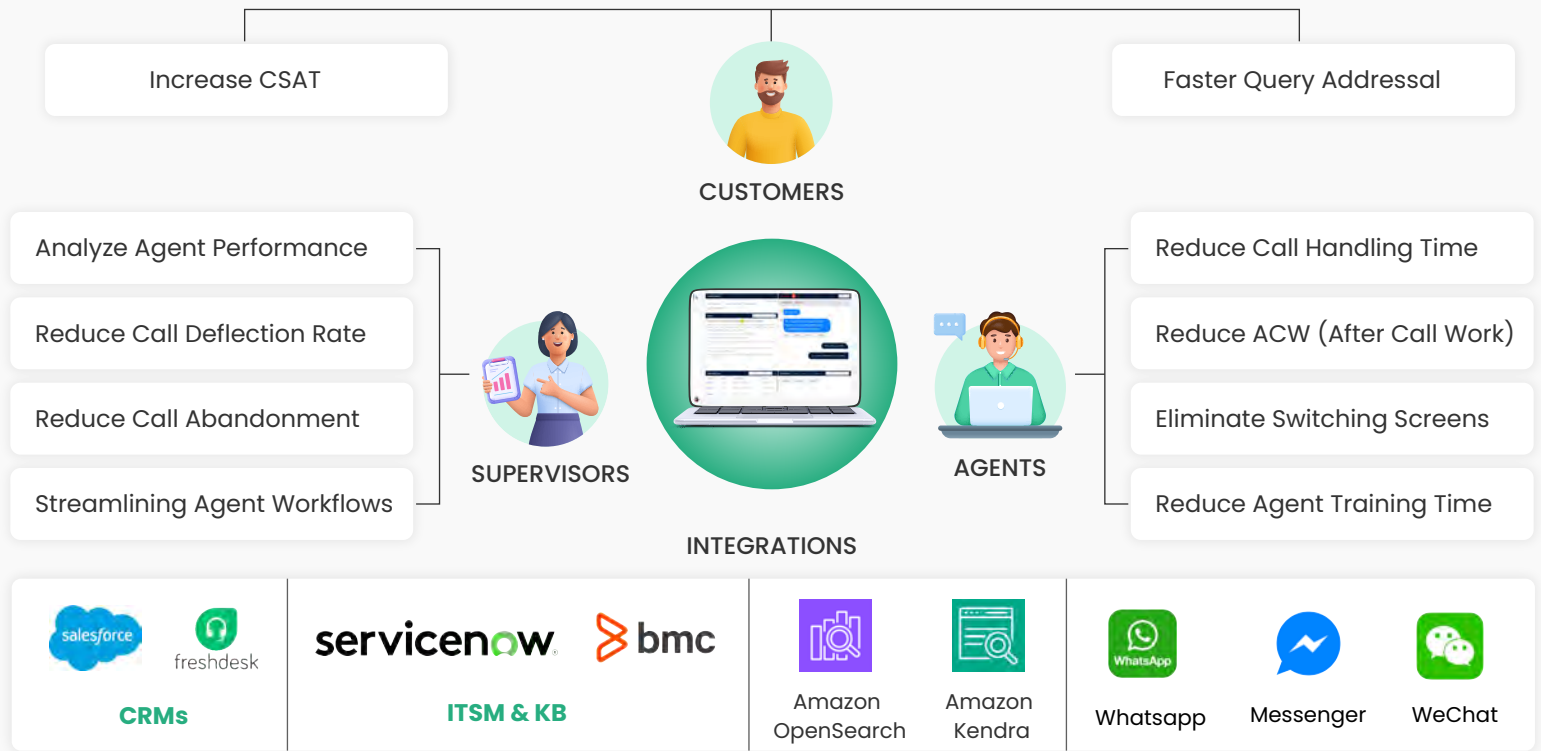 Increase CSAT
Faster Query Addressal
CUSTOMERS
Analyze Agent Performance
Reduce Call Deflection Rate
Reduce Call Abandonment
Streamlining Agent Workflows
SUPERVISORS
AGENTS
Reduce Call Handling Time
Reduce ACW (After Call Work)
Eliminate Switching Screens
Reduce Agent Training Time
INTEGRATIONS
salesforce
freshdesk
CRMs
servicenow
bmc
ITSM & KB
Amazon
OpenSearch
Amazon
Kendra
WhatsApp
Whatsapp
Messenger
WeChat